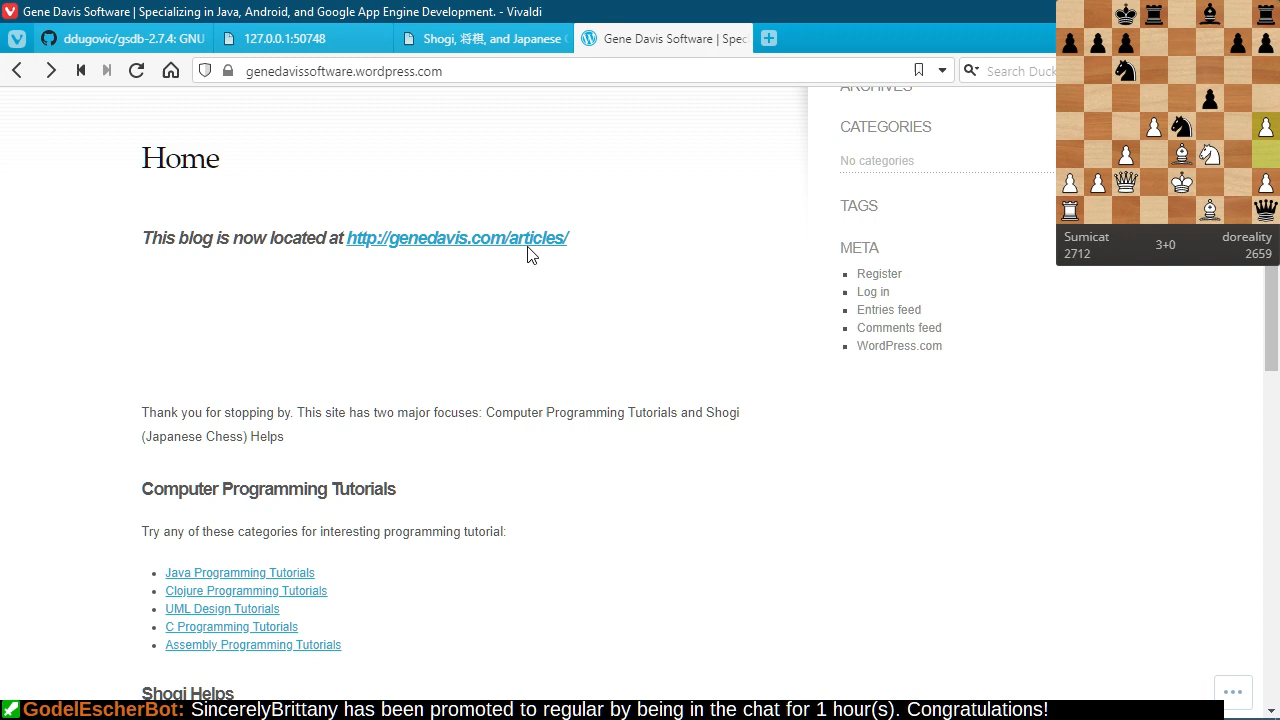 Gene Davis Software | Specializing in Java, Android, and Google App Engine Development. - Vivaldi
ddugovic/gsdb-2.7.4: GNU
127.0.0.1:50748
Shogi, 将棋, and Japanese
Gene Davis Software | Spec
genedavissoftware.wordpress.com
Search Duck
ARCHIVES
CATEGORIES
No categories
TAGS
META
Register
Log in
Entries feed
Comments feed
WordPress.com
Home
This blog is now located at http://genedavis.com/articles/
Thank you for stopping by. This site has two major focuses: Computer Programming Tutorials and Shogi
(Japanese Chess) Helps
Computer Programming Tutorials
Try any of these categories for interesting programming tutorial:
Java Programming Tutorials
Clojure Programming Tutorials
UML Design Tutorials
C Programming Tutorials
Assembly Programming Tutorials
Shogi Helps
Sumicat 3+0 doreality
2712 2659
GodelEscherBot: SincerelyBrittany has been promoted to regular by being in the chat for 1 hour(s). Congratulations!